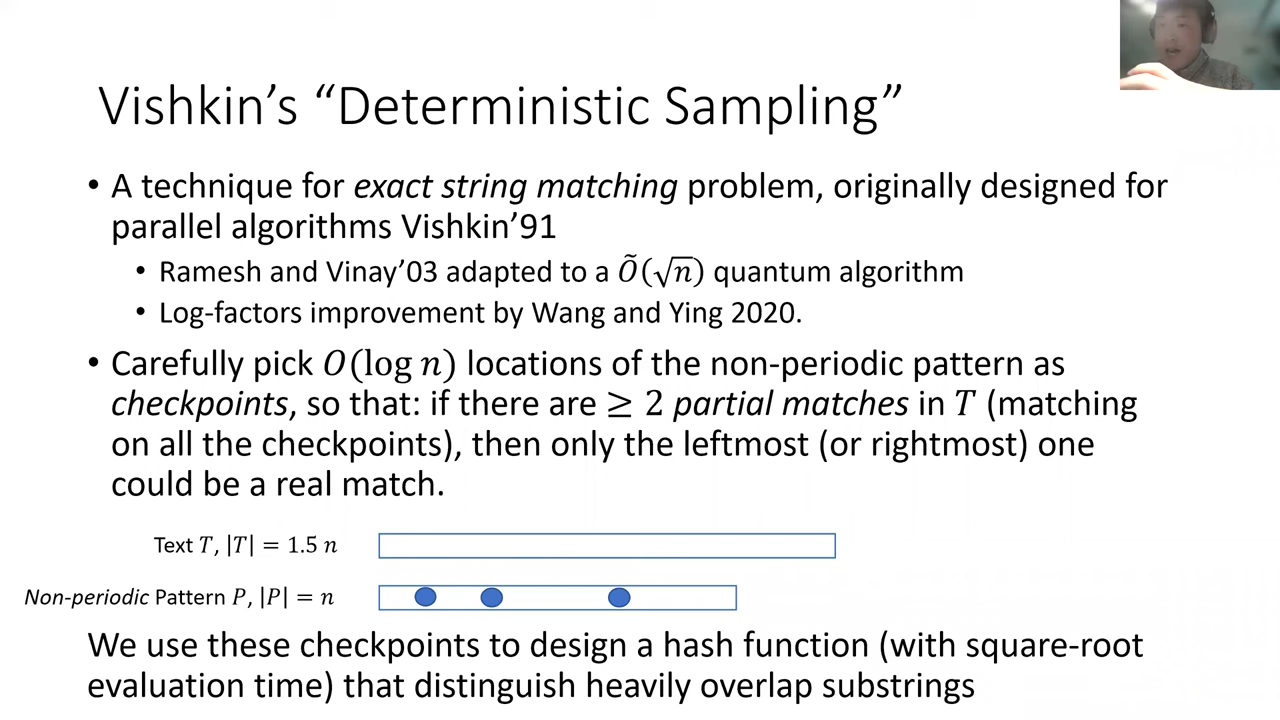 Vishkin’s “Deterministic Sampling”
• A technique for exact string matching problem, originally designed for
parallel algorithms Vishkin’91
• Ramesh and Vinay’03 adapted to a Õ(√n) quantum algorithm
• Log-factors improvement by Wang and Ying 2020.
• Carefully pick O(log n) locations of the non-periodic pattern as
checkpoints, so that: if there are ≥ 2 partial matches in T (matching
on all the checkpoints), then only the leftmost (or rightmost) one
could be a real match.
Text T, |T| = 1.5 n
Non-periodic Pattern P, |P| = n
We use these checkpoints to design a hash function (with square-root
evaluation time) that distinguish heavily overlap substrings